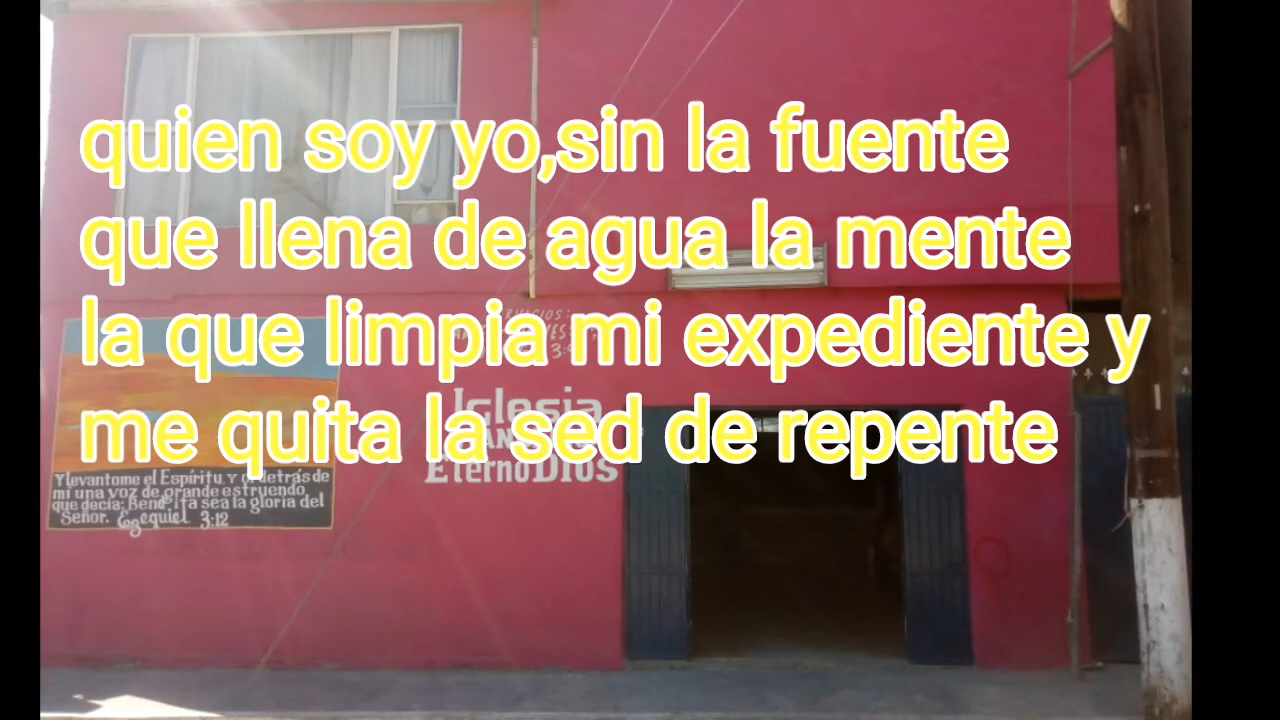 quien soy yo,sin la fuente
que llena de agua la mente
la que limpia mi expediente y
me quita la sed de repente
Iglesia
Eterno Dios
Y levantome el Espíritu, y oí detrás de
mí una voz de grande estruendo,
que decía: Bendita sea la gloria del
Señor. Ezequiel 3:12